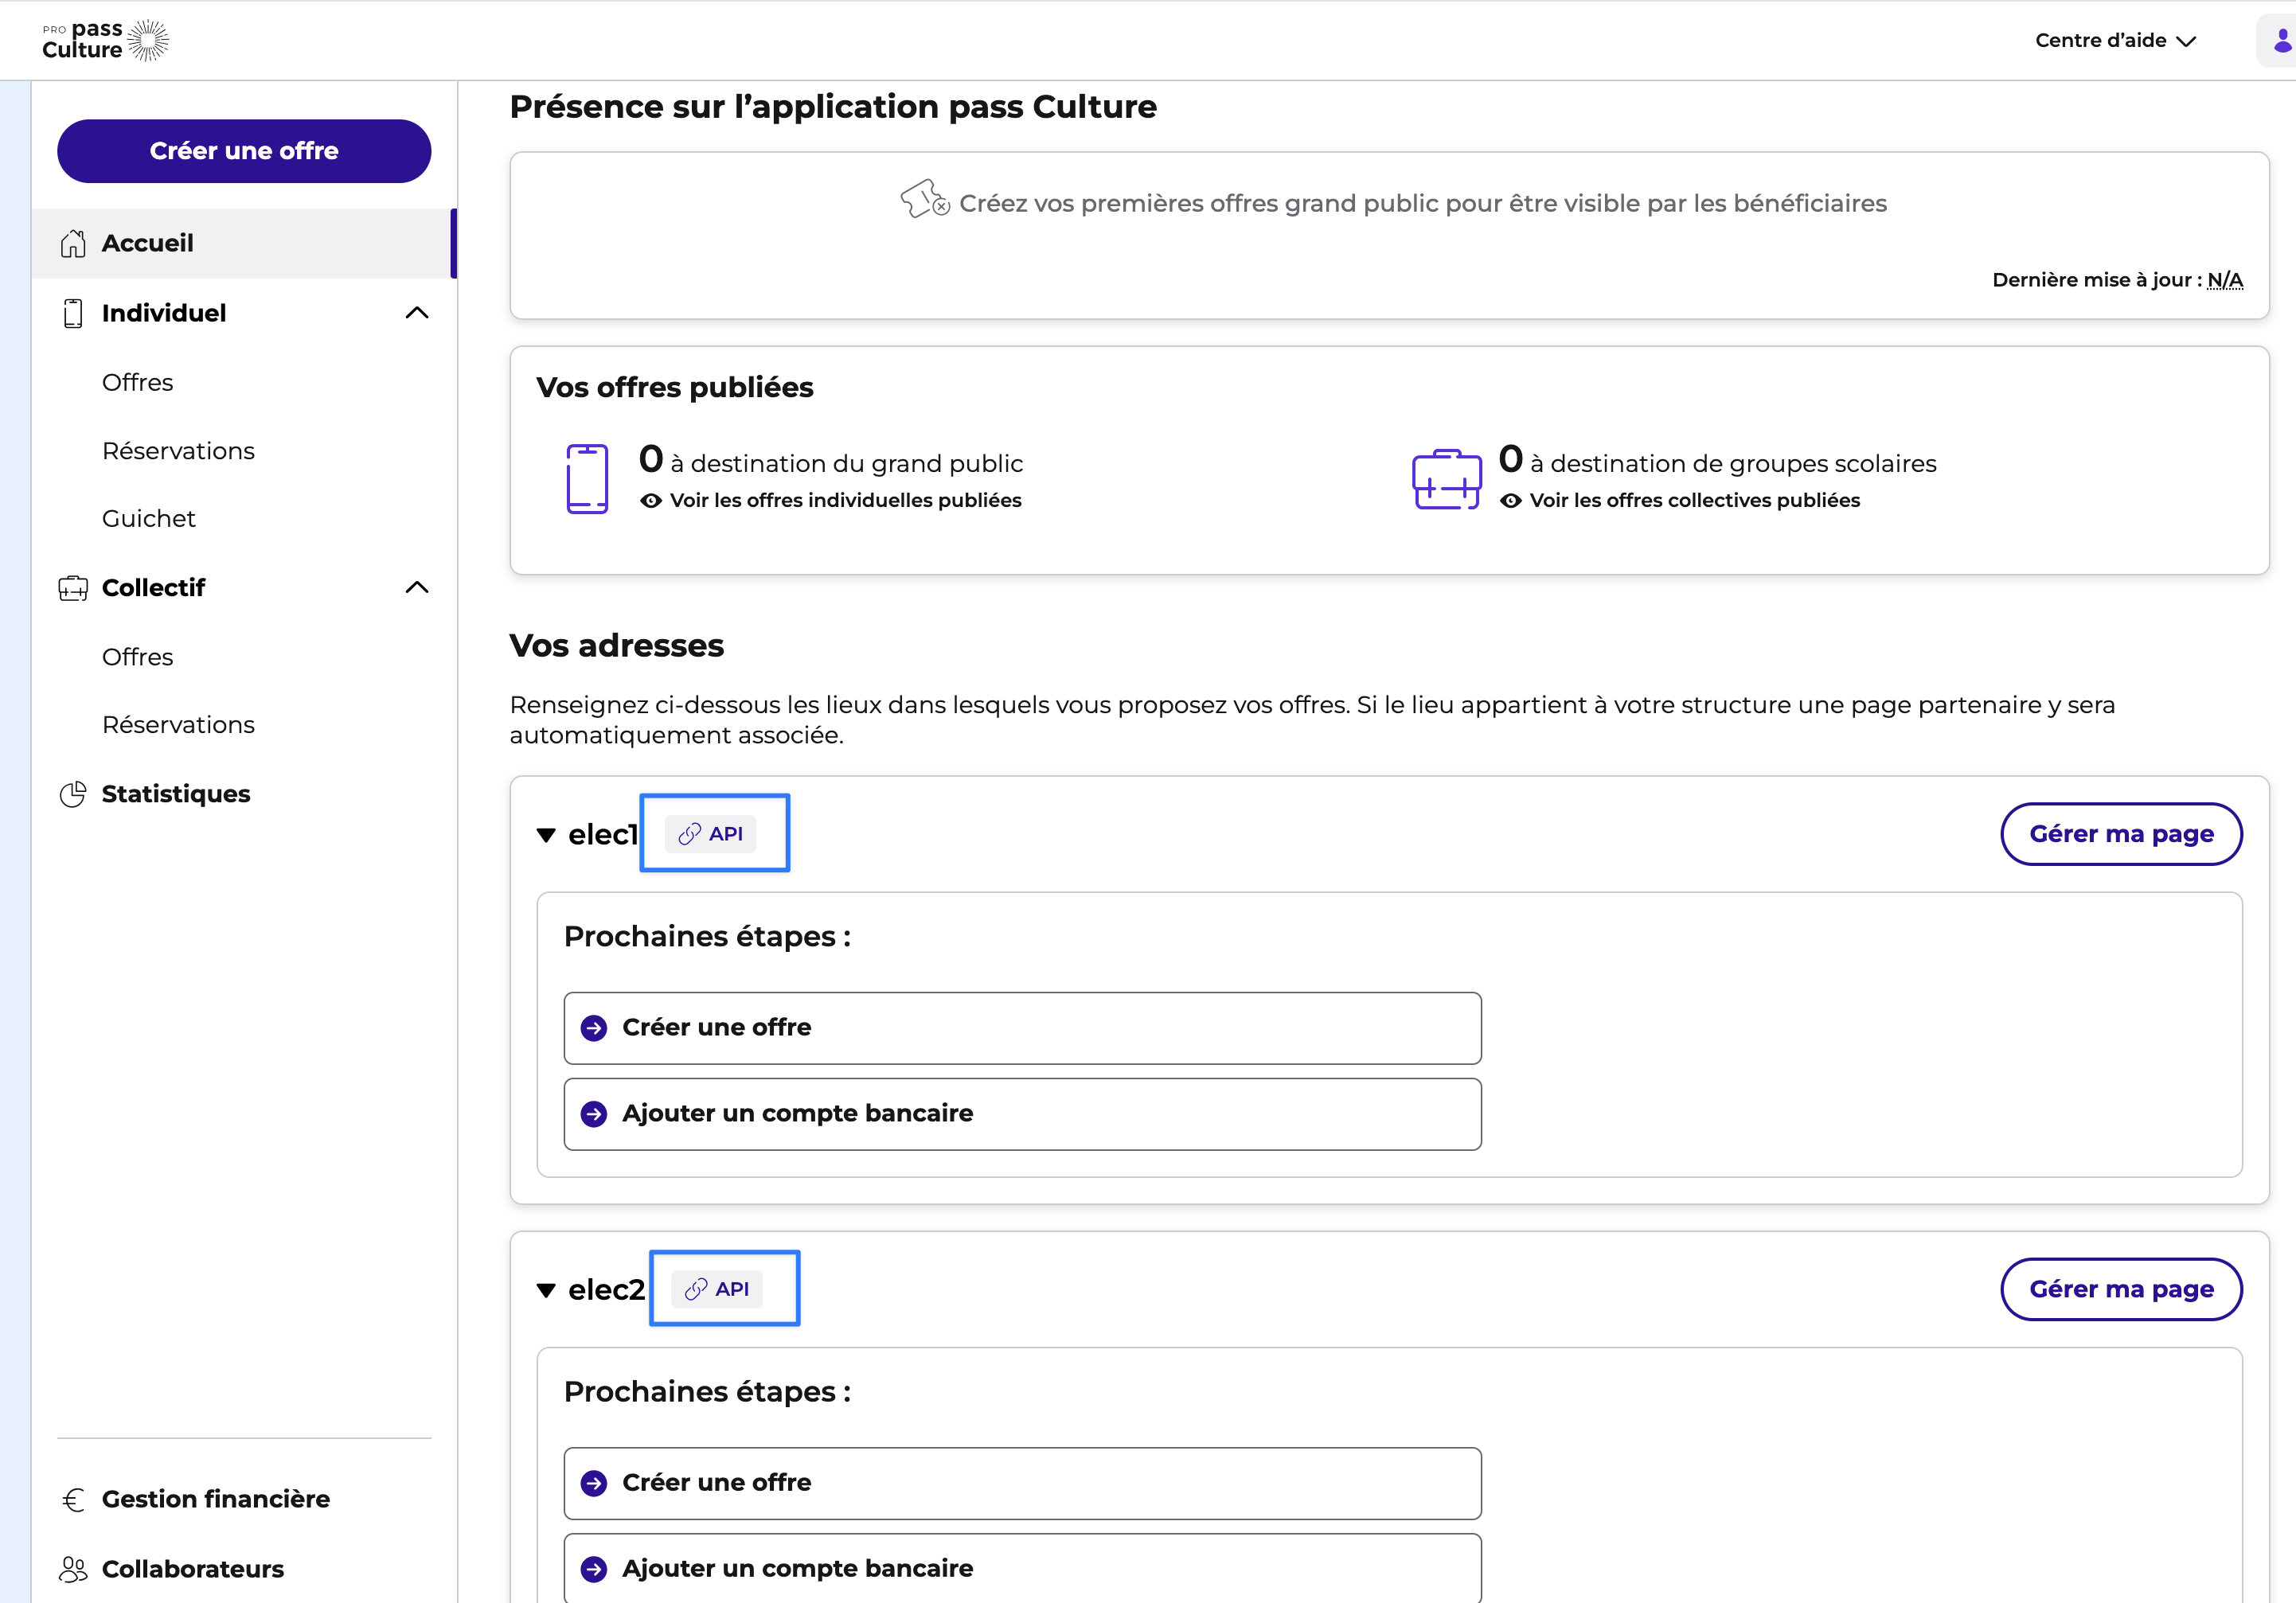 PRO pass
Culture
Centre d’aide
Créer une offre
Accueil
Individuel
Offres
Réservations
Guichet
Collectif
Offres
Réservations
Statistiques
Gestion financière
Collaborateurs
Présence sur l’application pass Culture
Créez vos premières offres grand public pour être visible par les bénéficiaires
Dernière mise à jour : N/A
Vos offres publiées
0 à destination du grand public
Voir les offres individuelles publiées
0 à destination de groupes scolaires
Voir les offres collectives publiées
Vos adresses
Renseignez ci-dessous les lieux dans lesquels vous proposez vos offres. Si le lieu appartient à votre structure une page partenaire y sera
automatiquement associée.
elec1 API
Gérer ma page
Prochaines étapes :
Créer une offre
Ajouter un compte bancaire
elec2 API
Gérer ma page
Prochaines étapes :
Créer une offre
Ajouter un compte bancaire